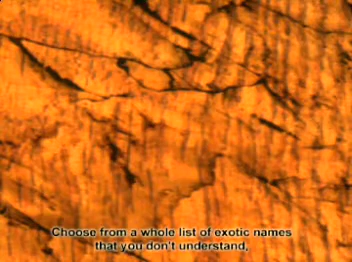 Choose from a whole list of exotic names
that you don't understand,